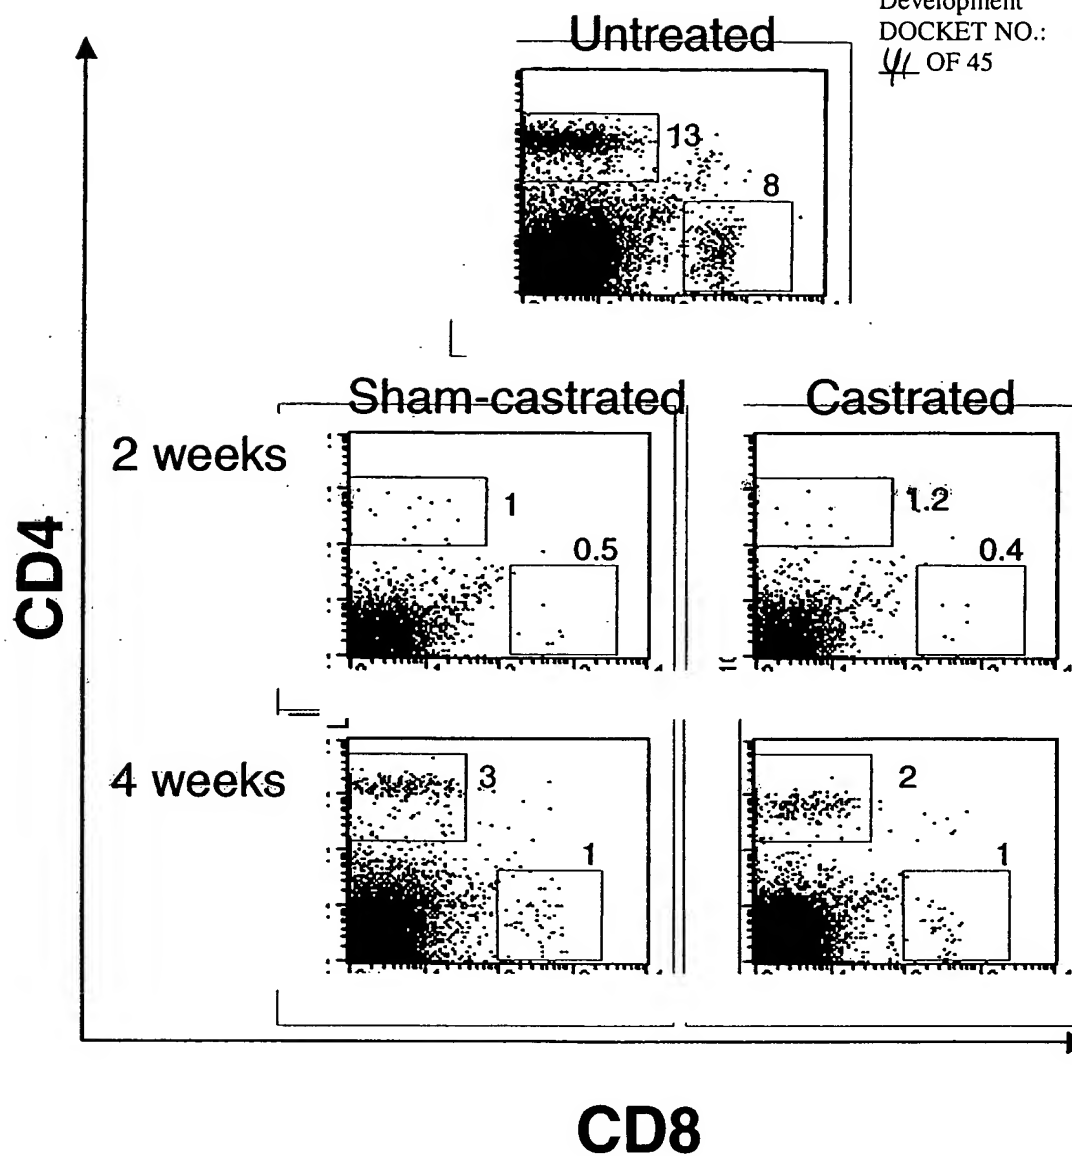 Development
DOCKET NO.:
OF 45
Untreated
13
8
Sham-castrated
Castrated
2 weeks
1
0.5
1.2
0.4
CD4
4 weeks
3
1
2
1
CD8